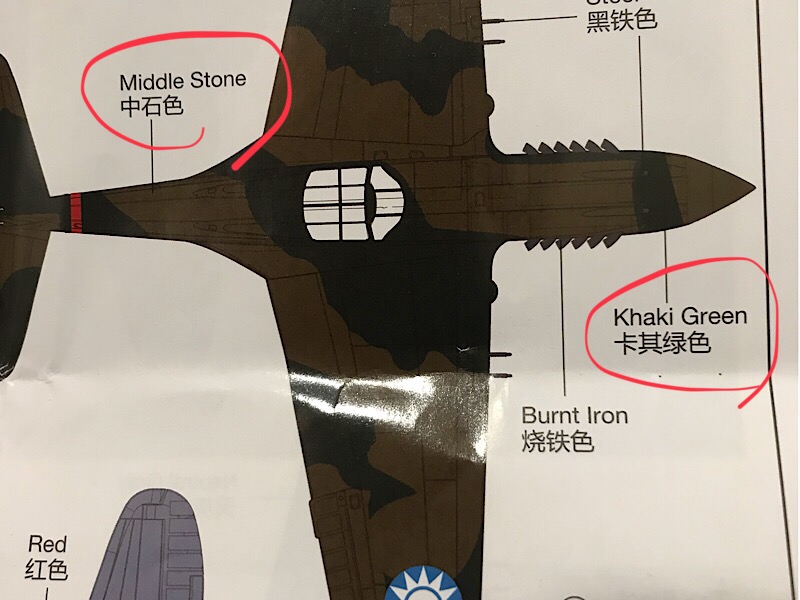 Steel
黑铁色
Middle Stone
中石色
Khaki Green
卡其绿色
Burnt Iron
烧铁色
Red
红色